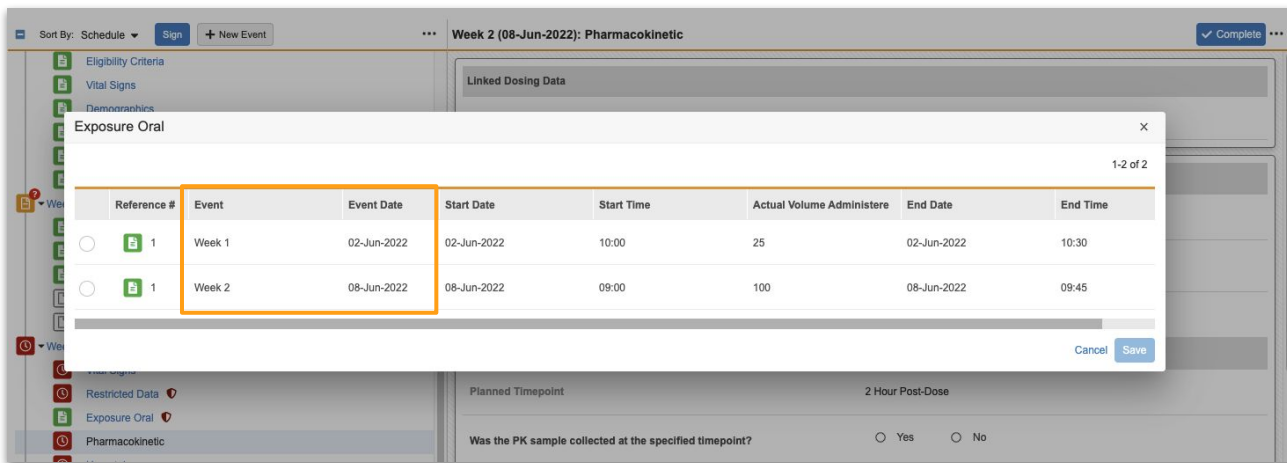 Sort By: Schedule Sign + New Event ••• Week 2 (08-Jun-2022): Pharmacokinetic Complete •••
Eligibility Criteria
Vital Signs
Demographics
Linked Dosing Data
Exposure Oral ×
1-2 of 2
Reference # Event Event Date Start Date Start Time Actual Volume Administere End Date End Time
1 Week 1 02-Jun-2022 02-Jun-2022 10:00 25 02-Jun-2022 10:30
1 Week 2 08-Jun-2022 08-Jun-2022 09:00 100 08-Jun-2022 09:45
Cancel Save
Vital Signs
Restricted Data
Exposure Oral
Pharmacokinetic
Planned Timepoint 2 Hour Post-Dose
Was the PK sample collected at the specified timepoint? Yes No